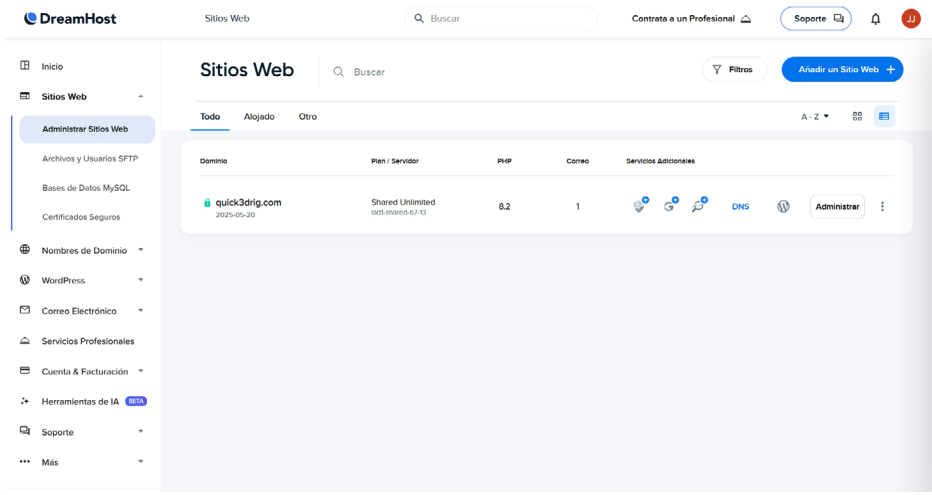 DreamHost
Sitios Web
Buscar
Contrata a un Profesional
Soporte
JJ
Inicio
Sitios Web
Administrar Sitios Web
Archivos y Usuarios SFTP
Bases de Datos MySQL
Certificados Seguros
Nombres de Dominio
WordPress
Correo Electrónico
Servicios Profesionales
Cuenta & Facturación
Herramientas de IA BETA
Soporte
Más
Sitios Web
Buscar
Filtros
Añadir un Sitio Web +
Todo Alojado Otro
A - Z
Dominio Plan / Servidor PHP Correo Servicios Adicionales
quick3drig.com Shared Unlimited 8.2 1 DNS Administrar
2025-05-20 iad1-shared-b7-13